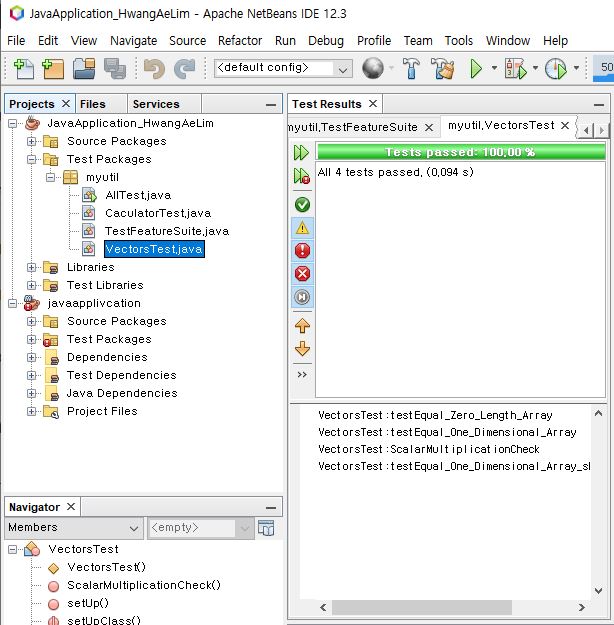 JavaApplication_HwangAeLim - Apache NetBeans IDE 12.3
File Edit View Navigate Source Refactor Run Debug Profile Team Tools Window Help
<default config>
50
Projects Files Services
JavaApplication_HwangAeLim
Source Packages
Test Packages
myutil
AllTest,java
CaculatorTest,java
TestFeatureSuite,java
VectorsTest,java
Libraries
Test Libraries
javaapplivcation
Source Packages
Test Packages
Dependencies
Test Dependencies
Java Dependencies
Project Files
Navigator
Members <empty>
VectorsTest
VectorsTest()
ScalarMultiplicationCheck()
setUp()
setUpClass()
Test Results
myutil,TestFeatureSuite myutil,VectorsTest
Tests passed: 100,00 %
All 4 tests passed, (0,094 s)
>>
VectorsTest:testEqual_Zero_Length_Array
VectorsTest:testEqual_One_Dimensional_Array
VectorsTest:ScalarMultiplicationCheck
VectorsTest:testEqual_One_Dimensional_Array_sl